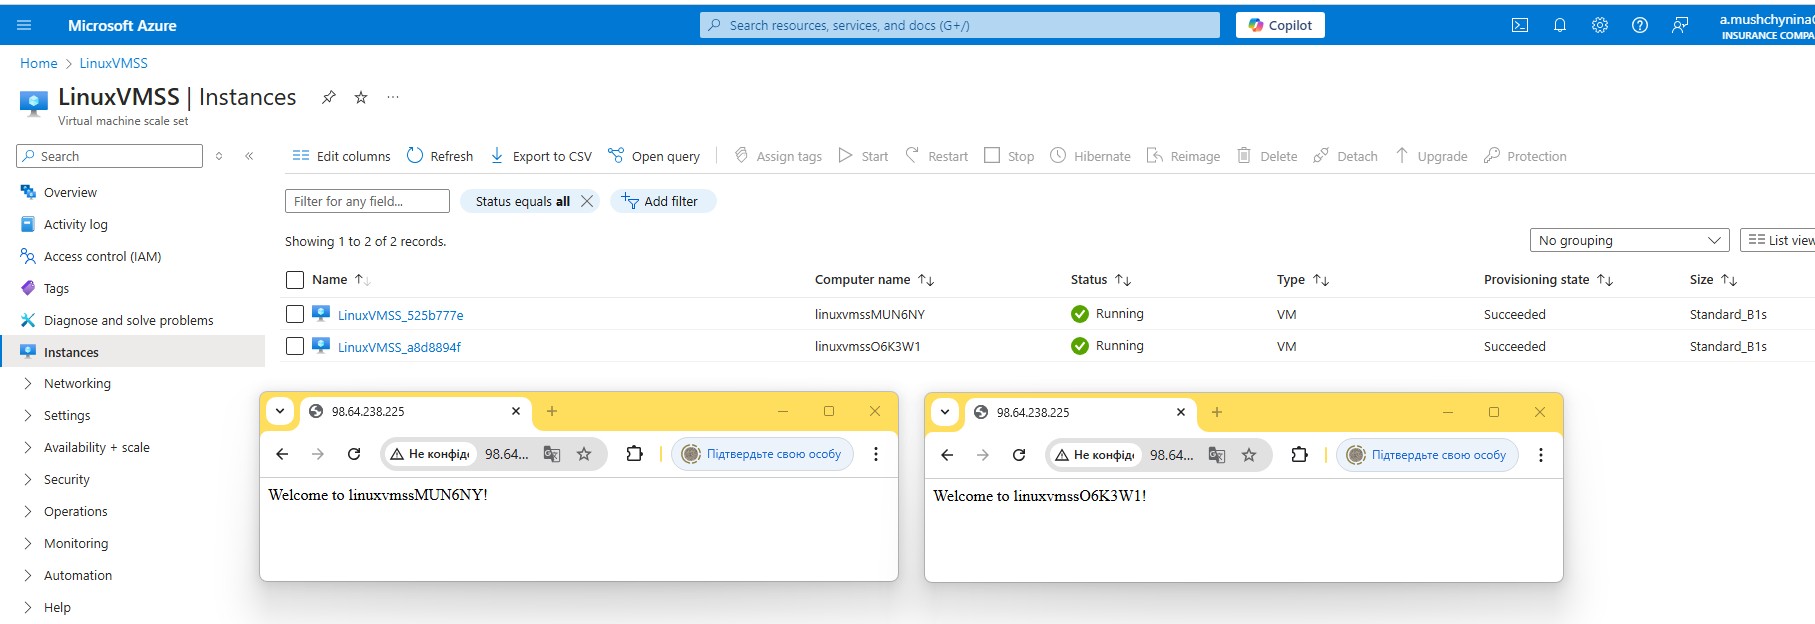 Microsoft Azure
Search resources, services, and docs (G+/)
Copilot
a.mushchynina@
INSURANCE COMPA
Home > LinuxVMSS
LinuxVMSS | Instances
Virtual machine scale set
Search
Edit columns Refresh Export to CSV Open query Assign tags Start Restart Stop Hibernate Reimage Delete Detach Upgrade Protection
Overview
Activity log
Access control (IAM)
Tags
Diagnose and solve problems
Instances
Networking
Settings
Availability + scale
Security
Operations
Monitoring
Automation
Help
Filter for any field...
Status equals all
Add filter
Showing 1 to 2 of 2 records.
No grouping
List view
Name Computer name Status Type Provisioning state Size
LinuxVMSS_525b777e linuxvmssMUN6NY Running VM Succeeded Standard_B1s
LinuxVMSS_a8d8894f linuxvmssO6K3W1 Running VM Succeeded Standard_B1s
98.64.238.225
Не конфіде 98.64... Підтвердьте свою особу
Welcome to linuxvmssMUN6NY!
98.64.238.225
Не конфіде 98.64... Підтвердьте свою особу
Welcome to linuxvmssO6K3W1!